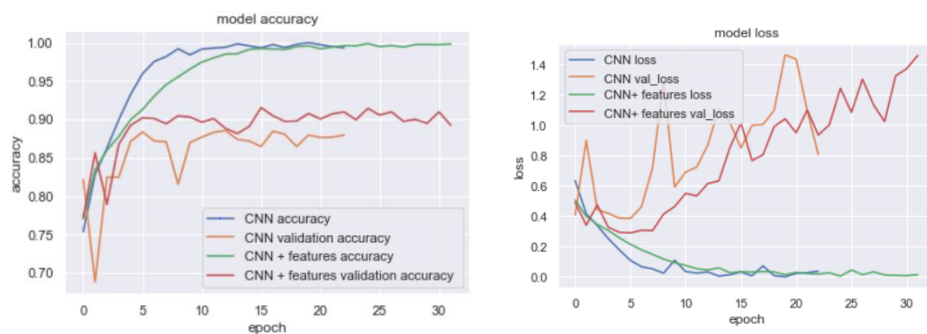 model accuracy
1.00
0.95
0.90
0.85
0.80
0.75
0.70
accuracy
CNN accuracy
CNN validation accuracy
CNN + features accuracy
CNN + features validation accuracy
0 5 10 15 20 25 30
epoch
model loss
1.4
1.2
1.0
0.8
0.6
0.4
0.2
0.0
loss
CNN loss
CNN val_loss
CNN+ features loss
CNN+ features val_loss
0 5 10 15 20 25 30
epoch